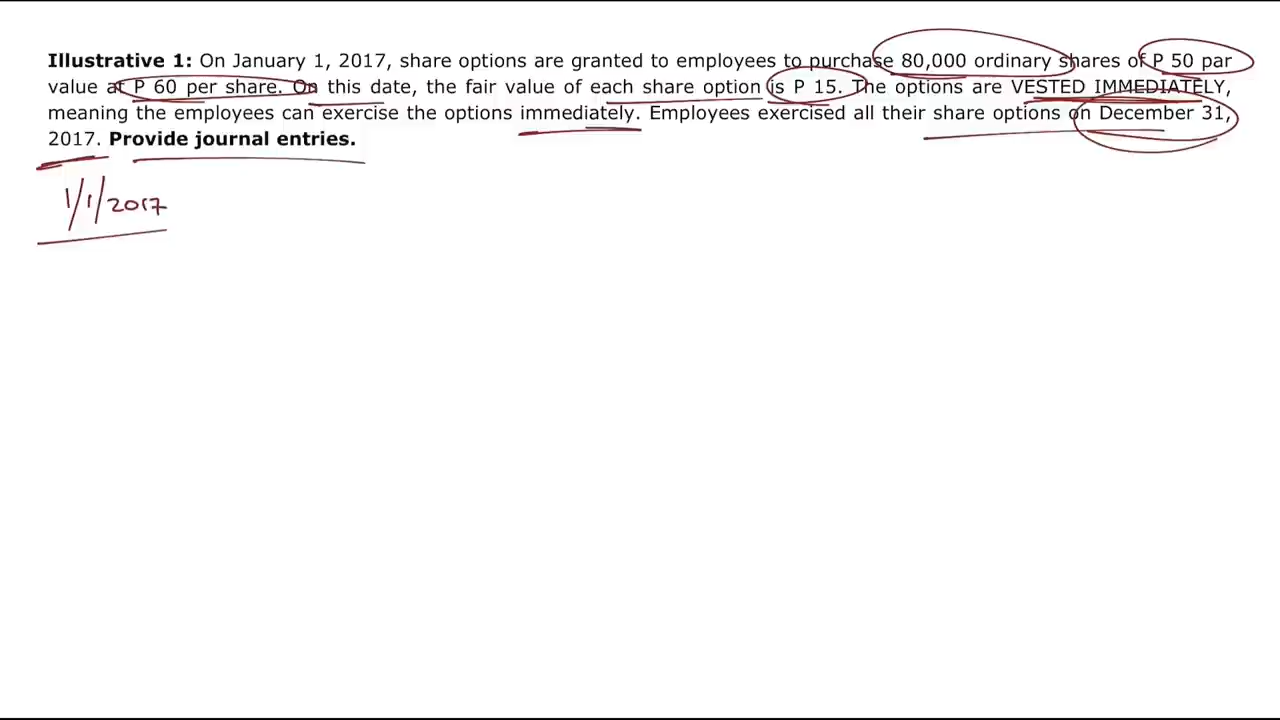 Illustrative 1: On January 1, 2017, share options are granted to employees to purchase 80,000 ordinary shares of P 50 par
value at P 60 per share. On this date, the fair value of each share option is P 15. The options are VESTED IMMEDIATELY,
meaning the employees can exercise the options immediately. Employees exercised all their share options on December 31,
2017. Provide journal entries.
1/1/2017